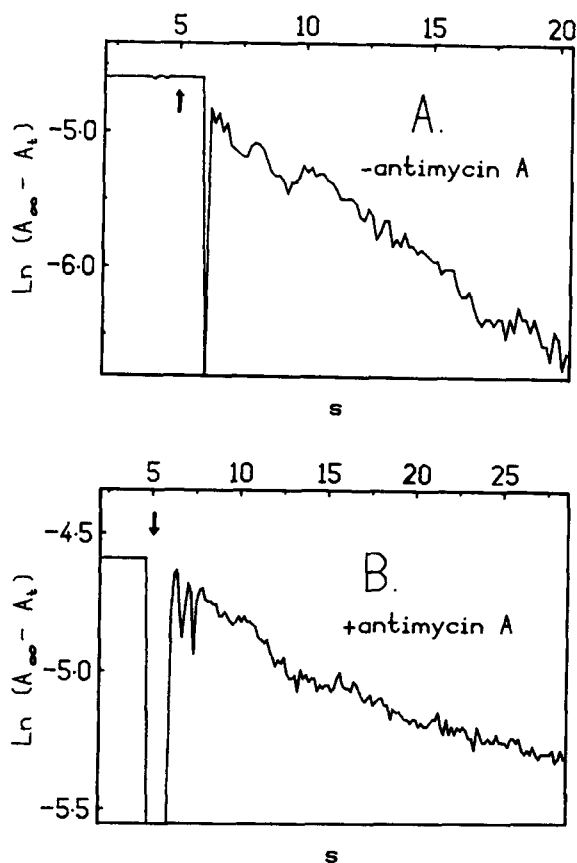 5 10 15 20
A.
-antimycin A
-5·0
-6·0
Ln (A∞ - At)
s
5 10 15 20 25
B.
+antimycin A
-4·5
-5·0
-5·5
Ln (A∞ - At)
s